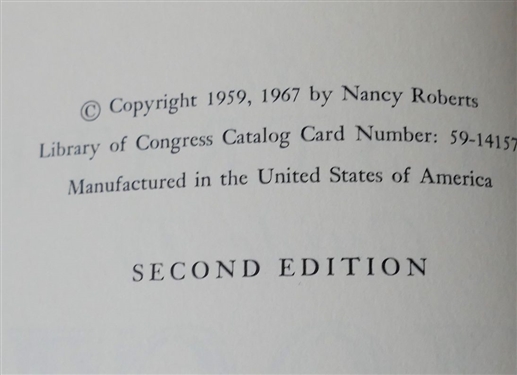 © Copyright 1959, 1967 by Nancy Roberts
Library of Congress Catalog Card Number: 59-14157
Manufactured in the United States of America
SECOND EDITION